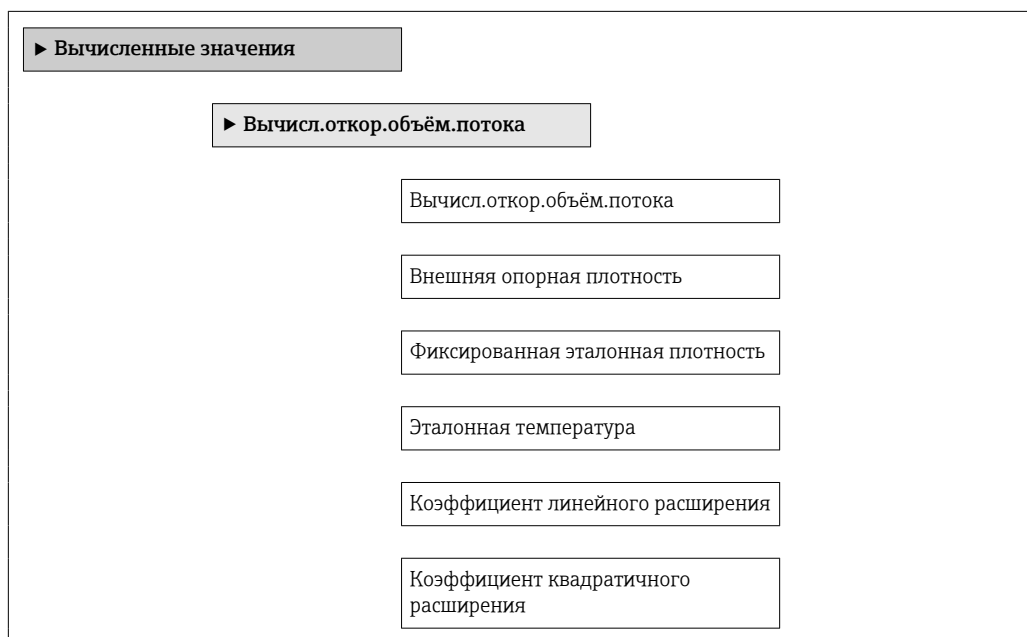 ▶ Вычисленные значения
▶ Вычисл.откор.объём.потока
Вычисл.откор.объём.потока
Внешняя опорная плотность
Фиксированная эталонная плотность
Эталонная температура
Коэффициент линейного расширения
Коэффициент квадратичного
расширения